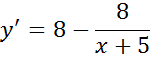 y′ = 8 − 8/(x + 5)